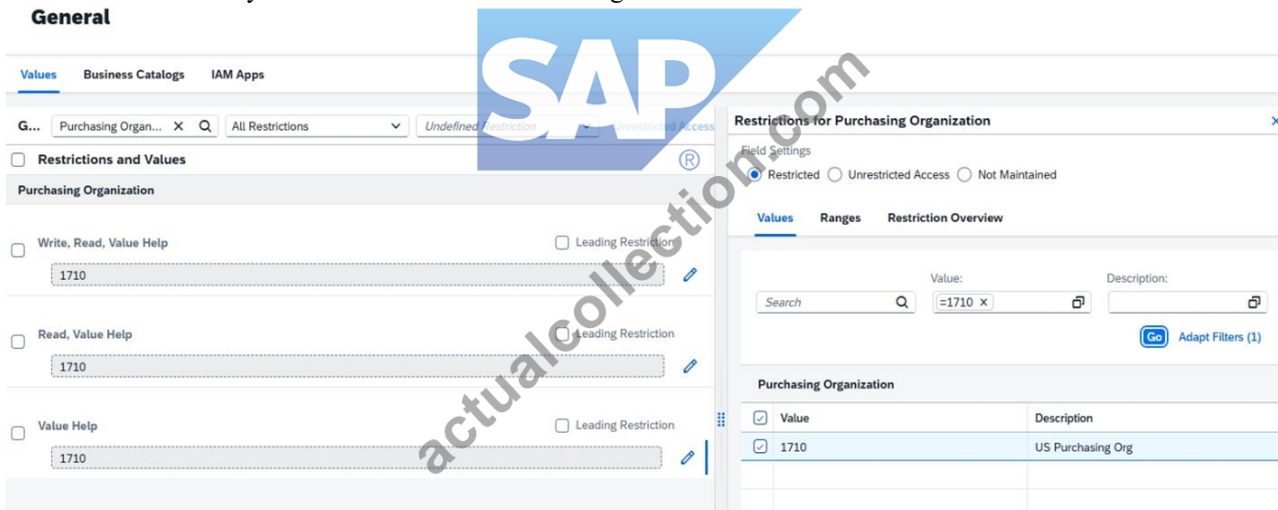 General
SAP
®
Values Business Catalogs IAM Apps
G... Purchasing Organ... X All Restrictions Undefined Restriction Unrestricted Access
Restrictions and Values
Purchasing Organization
Write, Read, Value Help Leading Restriction
1710
Read, Value Help Leading Restriction
1710
Value Help Leading Restriction
1710
Restrictions for Purchasing Organization
Field Settings
Restricted Unrestricted Access Not Maintained
Values Ranges Restriction Overview
Value: Description:
Search =1710 ×
Go Adapt Filters (1)
Purchasing Organization
Value Description
1710 US Purchasing Org
actualcollection.com